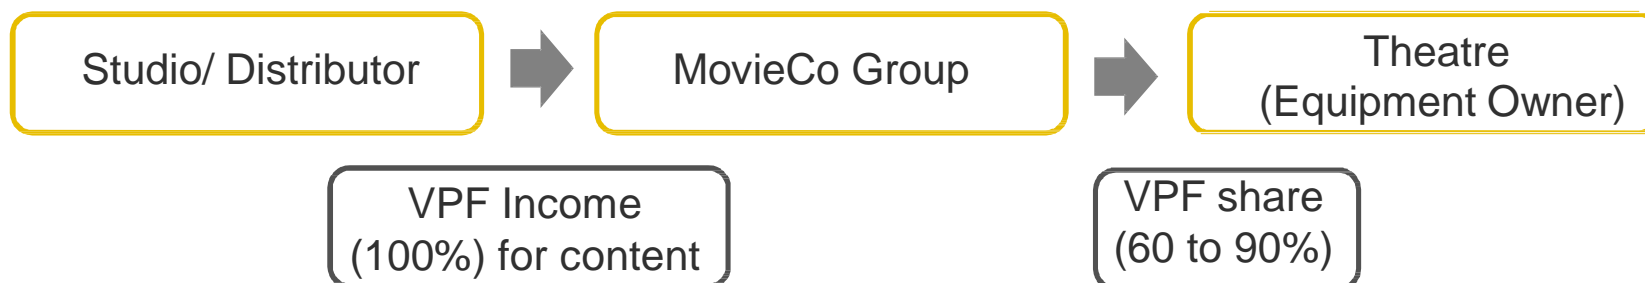 Studio/ Distributor
MovieCo Group
Theatre
(Equipment Owner)
VPF Income
(100%) for content
VPF share
(60 to 90%)